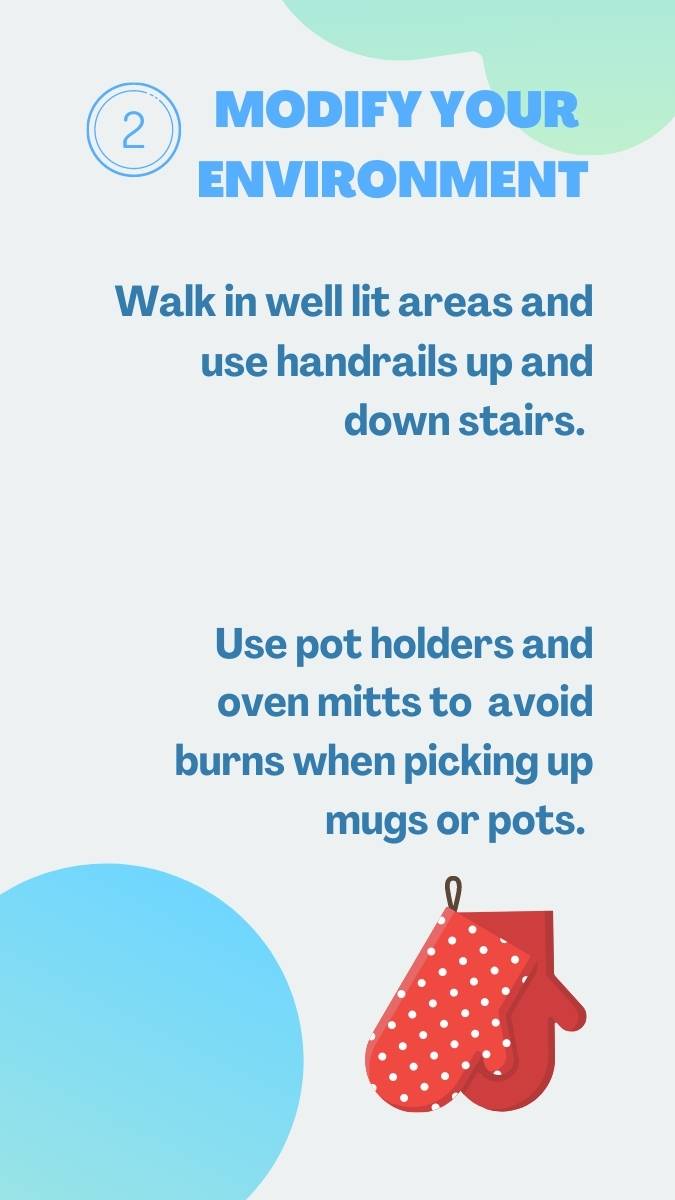 2
MODIFY YOUR
ENVIRONMENT
Walk in well lit areas and
use handrails up and
down stairs.
Use pot holders and
oven mitts to  avoid
burns when picking up
mugs or pots.